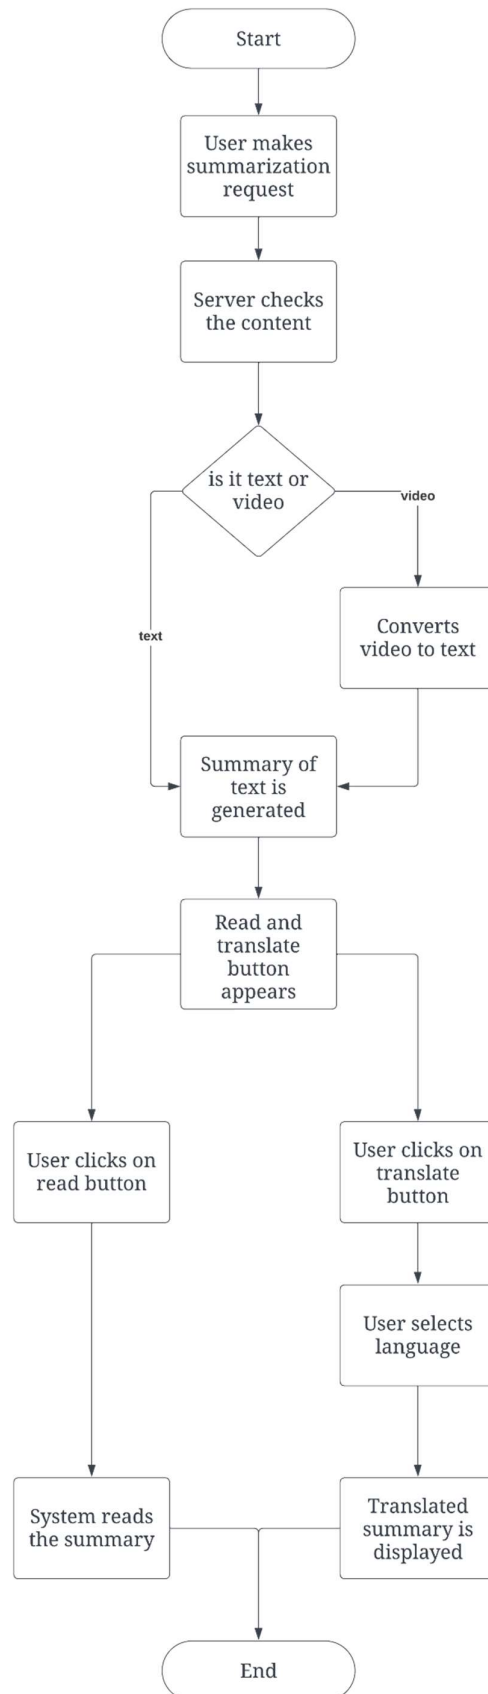 Start
User makes
summarization
request
Server checks
the content
is it text or
video
video
text
Converts
video to text
Summary of
text is
generated
Read and
translate
button
appears
User clicks on
read button
User clicks on
translate
button
User selects
language
System reads
the summary
Translated
summary is
displayed
End